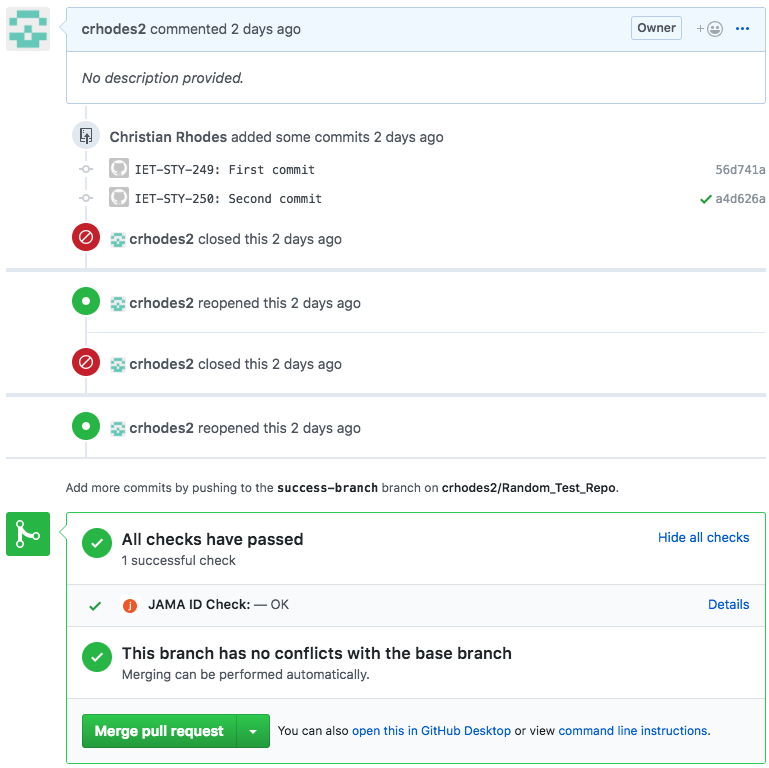 crhodes2 commented 2 days ago Owner
No description provided.
Christian Rhodes added some commits 2 days ago
IET-STY-249: First commit 56d741a
IET-STY-250: Second commit a4d626a
crhodes2 closed this 2 days ago
crhodes2 reopened this 2 days ago
crhodes2 closed this 2 days ago
crhodes2 reopened this 2 days ago
Add more commits by pushing to the success-branch branch on crhodes2/Random_Test_Repo.
All checks have passed Hide all checks
1 successful check
j JAMA ID Check: — OK Details
This branch has no conflicts with the base branch
Merging can be performed automatically.
Merge pull request You can also open this in GitHub Desktop or view command line instructions.